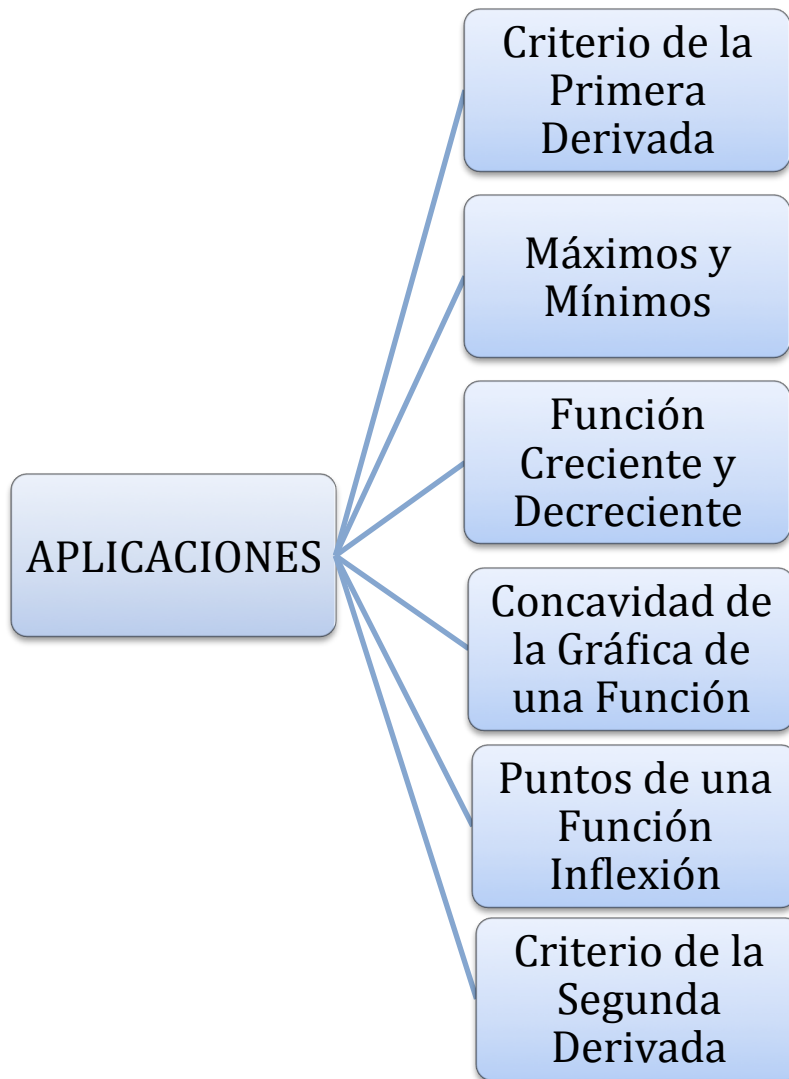 Criterio de la
Primera
Derivada
Máximos y
Mínimos
Función
Creciente y
Decreciente
APLICACIONES
Concavidad de
la Gráfica de
una Función
Puntos de una
Función
Inflexión
Criterio de la
Segunda
Derivada